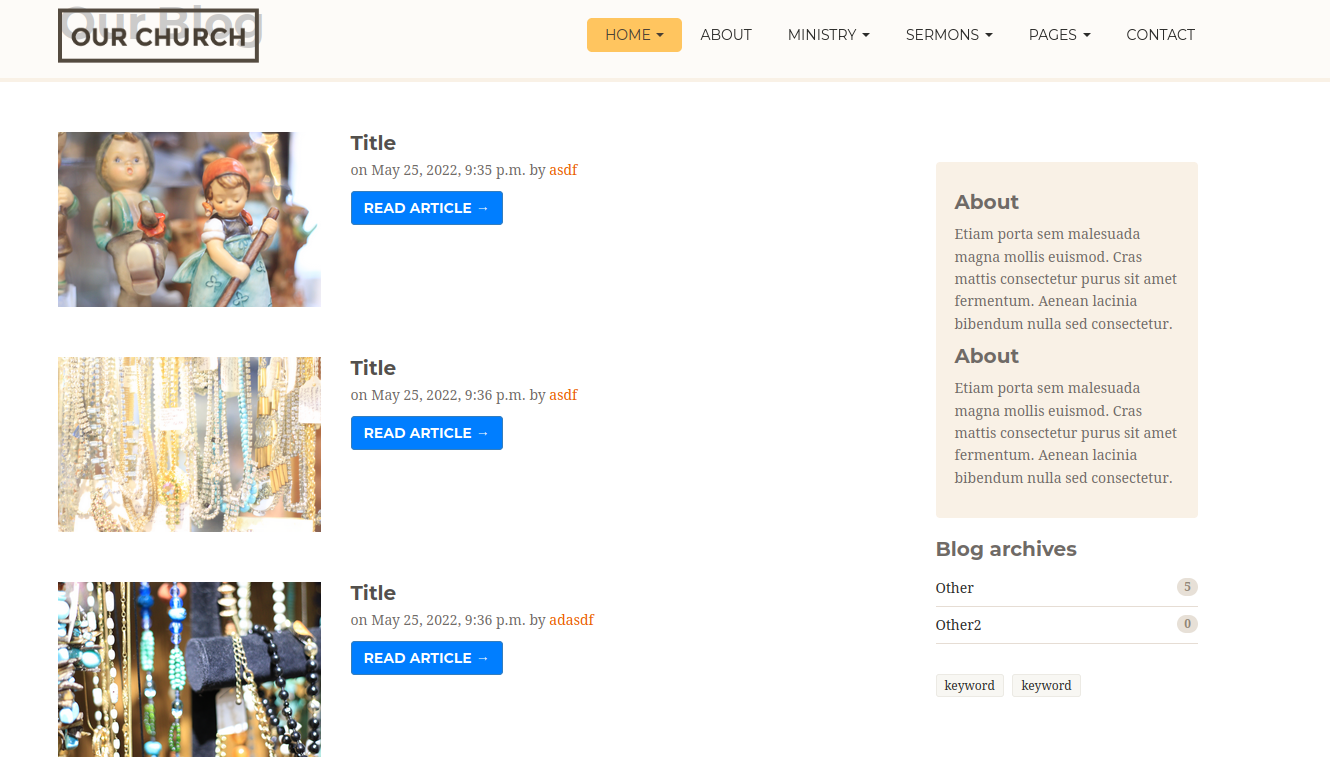 Our Blog
OUR CHURCH
HOME ABOUT MINISTRY SERMONS PAGES CONTACT
Title
on May 25, 2022, 9:35 p.m. by asdf
READ ARTICLE →
Title
on May 25, 2022, 9:36 p.m. by asdf
READ ARTICLE →
Title
on May 25, 2022, 9:36 p.m. by adasdf
READ ARTICLE →
About
Etiam porta sem malesuada
magna mollis euismod. Cras
mattis consectetur purus sit amet
fermentum. Aenean lacinia
bibendum nulla sed consectetur.
About
Etiam porta sem malesuada
magna mollis euismod. Cras
mattis consectetur purus sit amet
fermentum. Aenean lacinia
bibendum nulla sed consectetur.
Blog archives
Other 5
Other2 0
keyword keyword